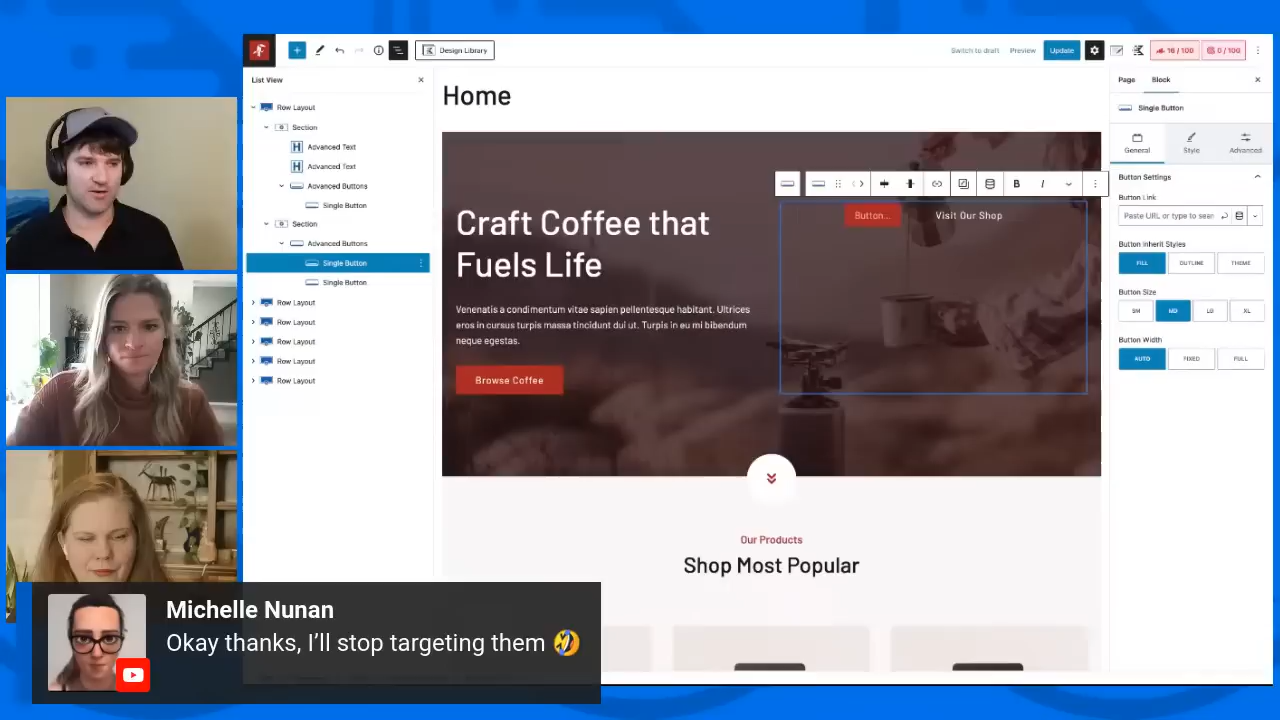 Design Library
Switch to draft
Preview
Update
16 / 100
0 / 100
List View
Row Layout
Section
Advanced Text
Advanced Text
Advanced Buttons
Single Button
Section
Advanced Buttons
Single Button
Single Button
Row Layout
Row Layout
Row Layout
Row Layout
Row Layout
Home
Craft Coffee that
Fuels Life
Venenatis a condimentum vitae sapien pellentesque habitant. Ultrices
eros in cursus turpis massa tincidunt dui ut. Turpis in eu mi bibendum
neque egestas.
Browse Coffee
B
I
Button...
Visit Our Shop
Our Products
Shop Most Popular
Page
Block
Single Button
General
Style
Advanced
Button Settings
Button Link
Paste URL or type to sear
Button Inherit Styles
FILL
OUTLINE
THEME
Button Size
SM
MD
LG
XL
Button Width
AUTO
FIXED
FULL
Michelle Nunan
Okay thanks, I’ll stop targeting them 🤣